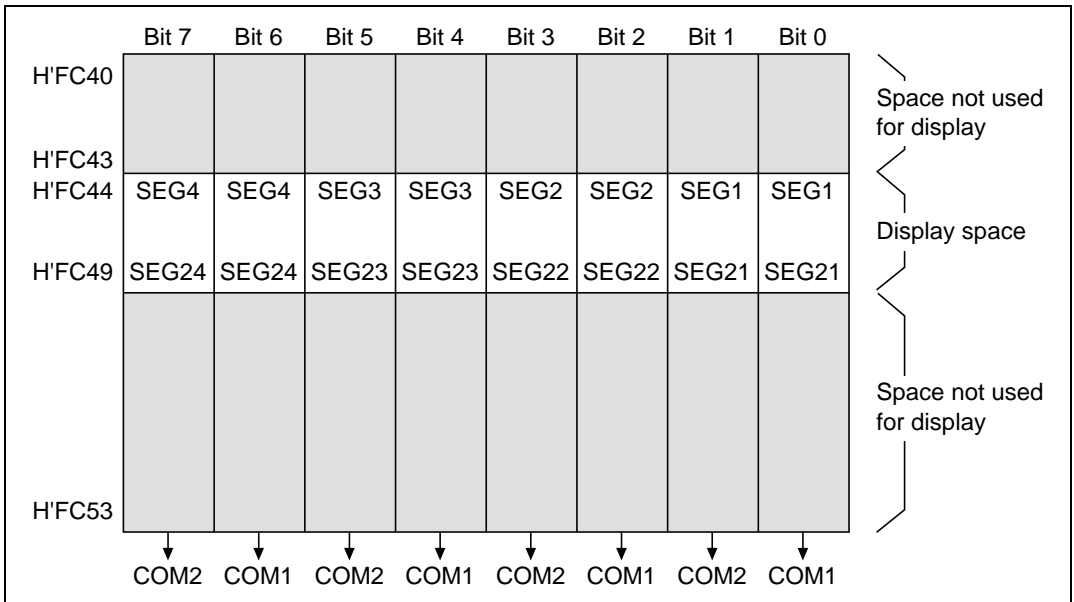 Bit 7 Bit 6 Bit 5 Bit 4 Bit 3 Bit 2 Bit 1 Bit 0
H'FC40
Space not used
for display
H'FC43
H'FC44 SEG4 SEG4 SEG3 SEG3 SEG2 SEG2 SEG1 SEG1
Display space
H'FC49 SEG24 SEG24 SEG23 SEG23 SEG22 SEG22 SEG21 SEG21
Space not used
for display
H'FC53
COM2 COM1 COM2 COM1 COM2 COM1 COM2 COM1